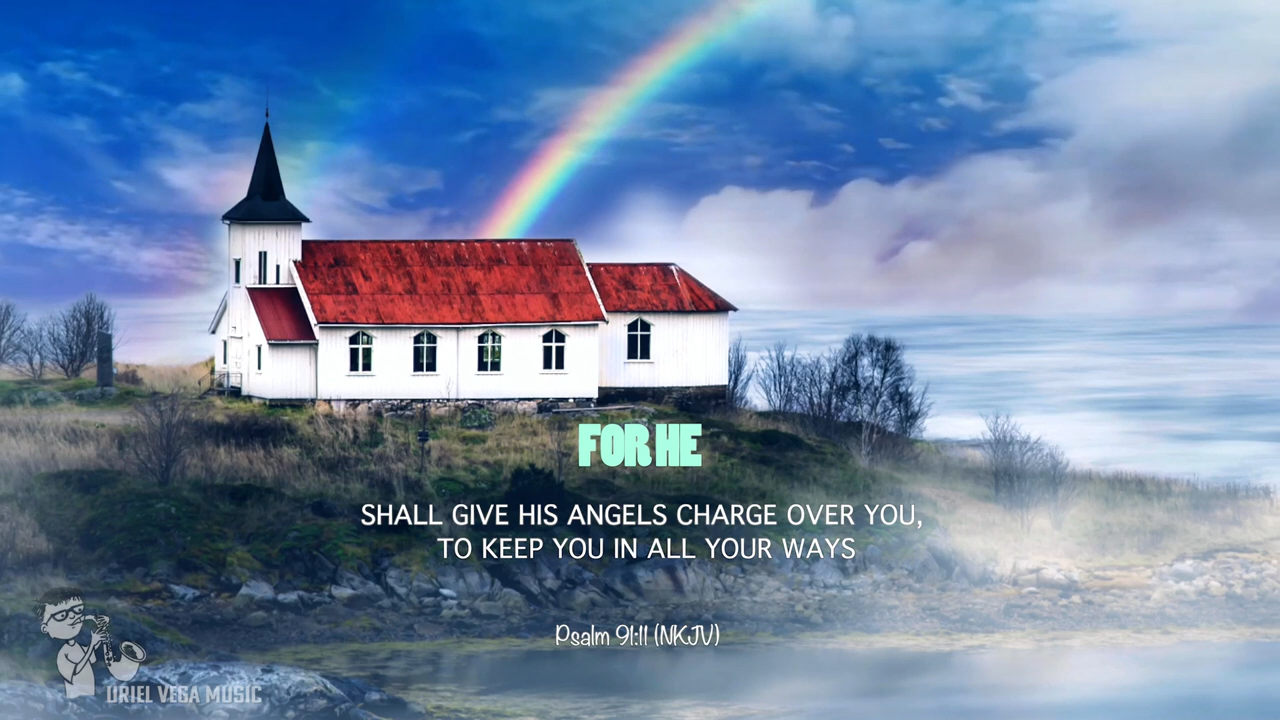 FOR HE
SHALL GIVE HIS ANGELS CHARGE OVER YOU,
TO KEEP YOU IN ALL YOUR WAYS
Psalm 91:11 (NKJV)
URIEL VEGA MUSIC